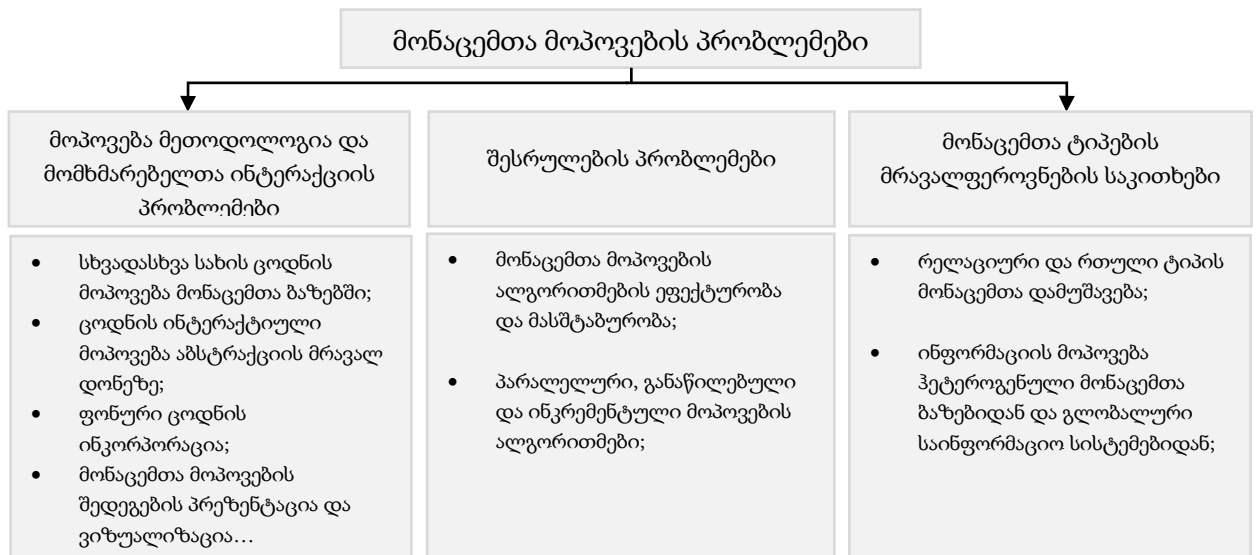 მონაცემთა მოპოვების პრობლემები
მოპოვება მეთოდოლოგია და
მომხმარებელთა ინტერაქციის
პრობლემები
შესრულების პრობლემები
მონაცემთა ტიპების
მრავალფეროვნების საკითხები
• სხვადასხვა სახის ცოდნის
მოპოვება მონაცემთა ბაზებში;
• ცოდნის ინტერაქტიული
მოპოვება აბსტრაქციის მრავალ
დონეზე;
• ფონური ცოდნის
ინკორპორაცია;
• მონაცემთა მოპოვების
შედეგების პრეზენტაცია და
ვიზუალიზაცია…
• მონაცემთა მოპოვების
ალგორითმების ეფექტურობა
და მასშტაბურობა;
• პარალელური, განაწილებული
და ინკრემენტული მოპოვების
ალგორითმები;
• რელაციური და რთული ტიპის
მონაცემთა დამუშავება;
• ინფორმაციის მოპოვება
ჰეტეროგენული მონაცემთა
ბაზებიდან და გლობალური
საინფორმაციო სისტემებიდან;